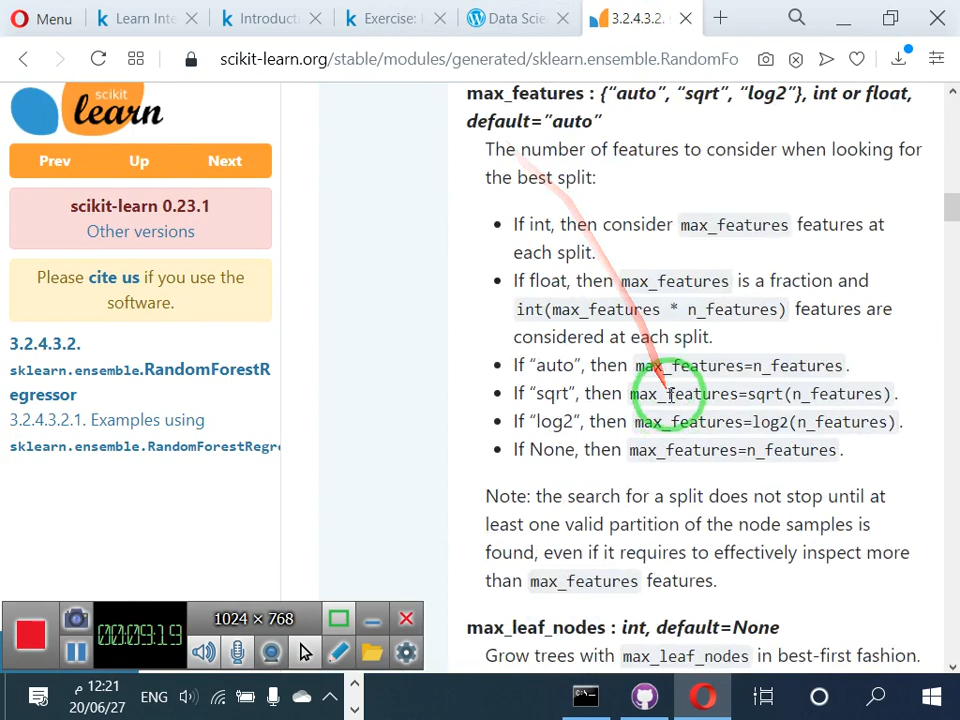 Menu
Learn Inte
Introduct
Exercise:
Data Scie
3.2.4.3.2.
scikit-learn.org/stable/modules/generated/sklearn.ensemble.RandomFo
scikit
learn
Prev
Up
Next
scikit-learn 0.23.1
Other versions
Please cite us if you use the
software.
3.2.4.3.2.
sklearn.ensemble.RandomForestR
egressor
3.2.4.3.2.1. Examples using
sklearn.ensemble.RandomForestRegre
max_features : {“auto”, “sqrt”, “log2”}, int or float,
default=”auto”
The number of features to consider when looking for
the best split:
• If int, then consider max_features features at
each split.
• If float, then max_features is a fraction and
int(max_features * n_features) features are
considered at each split.
• If “auto”, then max_features=n_features.
• If “sqrt”, then max_features=sqrt(n_features).
• If “log2”, then max_features=log2(n_features).
• If None, then max_features=n_features.
Note: the search for a split does not stop until at
least one valid partition of the node samples is
found, even if it requires to effectively inspect more
than max_features features.
max_leaf_nodes : int, default=None
Grow trees with max_leaf_nodes in best-first fashion.
1024 × 768
00:09:19
12:21 م
20/06/27
ENG